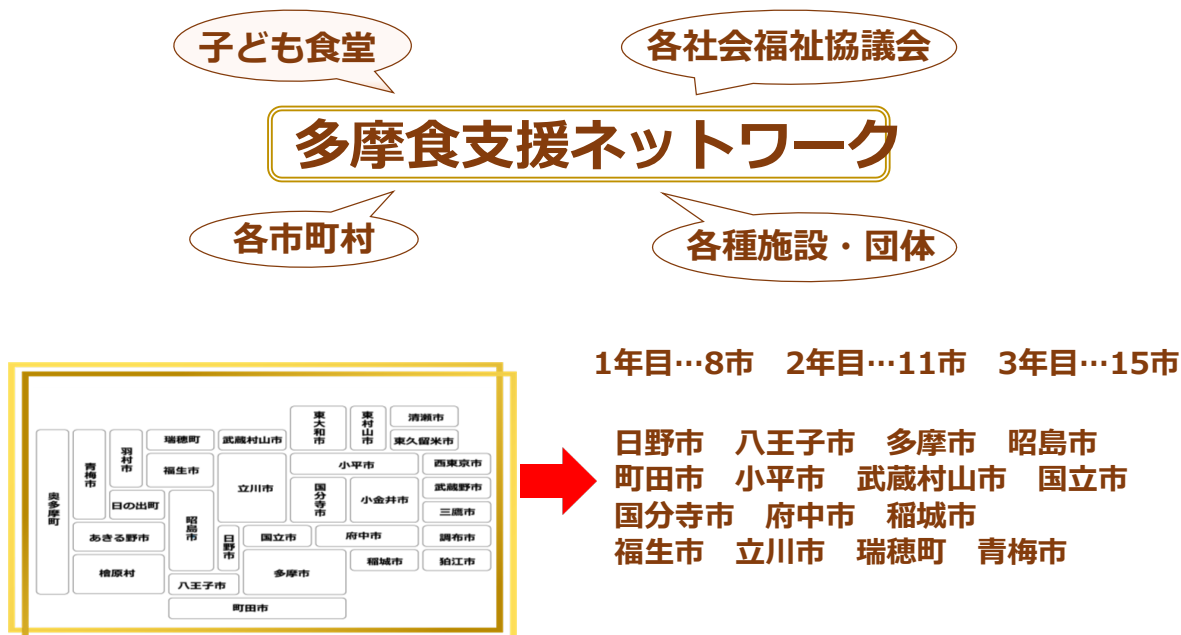 子ども食堂
各社会福祉協議会
多摩食支援ネットワーク
各市町村
各種施設・団体
1年目…8市　2年目…11市　3年目…15市
日野市　八王子市　多摩市　昭島市
町田市　小平市　武蔵村山市　国立市
国分寺市　府中市　稲城市
福生市　立川市　瑞穂町　青梅市
奥多摩町
青梅市
羽村市
瑞穂町
武蔵村山市
東大和市
東村山市
清瀬市
東久留米市
福生市
立川市
小平市
西東京市
日の出町
昭島市
国分寺市
小金井市
武蔵野市
三鷹市
あきる野市
日野市
国立市
府中市
調布市
檜原村
八王子市
多摩市
稲城市
狛江市
町田市